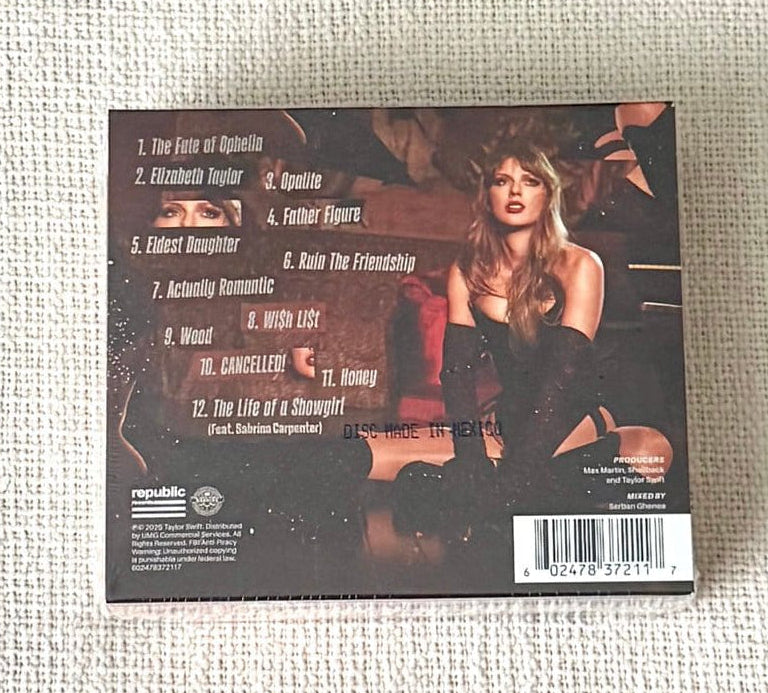 1. The Fate of Ophelia
2. Elizabeth Taylor
3. Opalite
4. Father Figure
5. Eldest Daughter
6. Ruin The Friendship
7. Actually Romantic
8. Wi$h Li$t
9. Wood
10. CANCELLED!
11. Honey
12. The Life of a Showgirl
(Feat. Sabrina Carpenter)
DISC MADE IN MEXICO
PRODUCERS
Max Martin, Shellback
and Taylor Swift
MIXED BY
Serban Ghenea
republic
℗© 2025 Taylor Swift. Distributed
by UMG Commercial Services. All
Rights Reserved. FBI Anti-Piracy
Warning: Unauthorized copying
is punishable under federal law.
602478372117
6 02478 37211 7